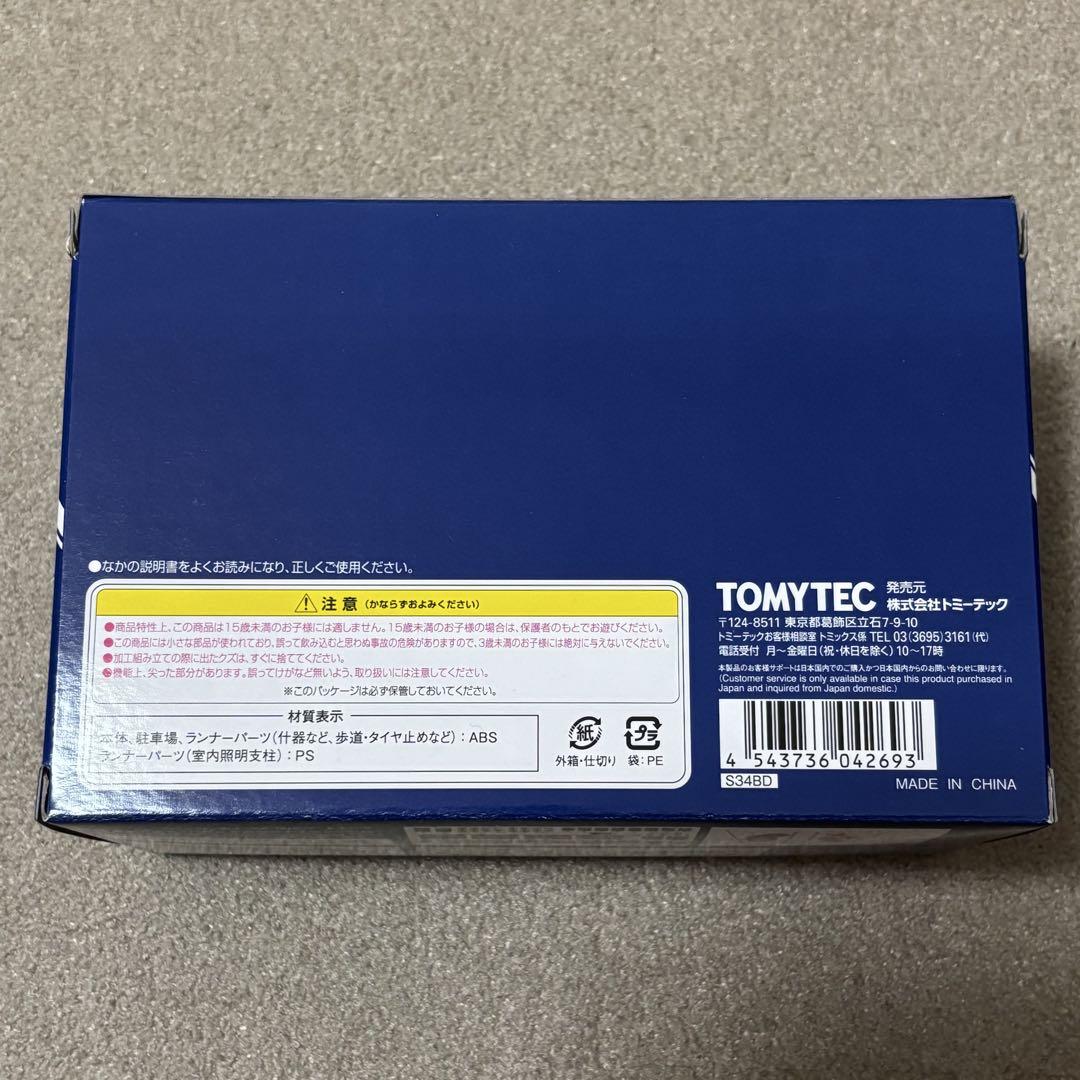 ●なかの説明書をよくお読みになり、正しくご使用ください。
注意 (かならずおよみください)
●商品特性上、この商品は15歳未満のお子様には適しません。15歳未満のお子様の場合は、保護者のもとでお遊びください。
●この商品には小さな部品が使われており、誤って飲み込むと思わぬ事故の危険がありますので、3歳未満のお子様には絶対に与えないでください。
●加工組み立ての際に出たクズは、すぐに捨ててください。
●機能上、尖った部分があります。誤ってけがなど無いよう、取り扱いには注意してください。
※このパッケージは必ず保管しておいてください。
材質表示
本体、駐車場、ランナーパーツ(什器など、歩道・タイヤ止めなど):ABS
ランナーパーツ(室内照明支柱):PS
紙
外箱・仕切り
プラ
袋:PE
TOMYTEC 発売元 株式会社トミーテック
〒124-8511 東京都葛飾区立石7-9-10
トミーテックお客様相談室 トミックス係 TEL 03(3695)3161(代)
電話受付 月〜金曜日(祝・休日を除く)10〜17時
本製品のお客様サポートは日本国内でのご購入かつ日本国内からのお問い合わせに限ります。
(Customer service is only available in case this product purchased in
Japan and inquired from Japan domestic.)
4 543736 042693
S34BD
MADE IN CHINA